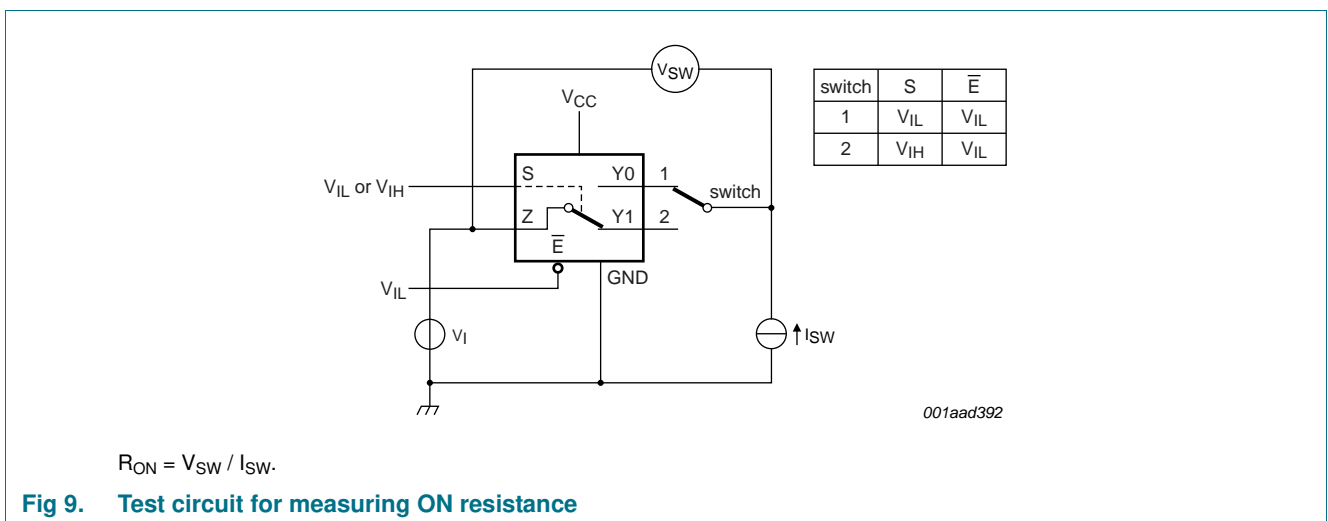 VSW
VCC
switch S E
1 VIL VIL
2 VIH VIL
VIL or VIH
S
Y0
1
switch
Z
Y1
2
E
GND
VIL
VI
ISW
001aad392
RON = VSW / ISW.
Fig 9. Test circuit for measuring ON resistance